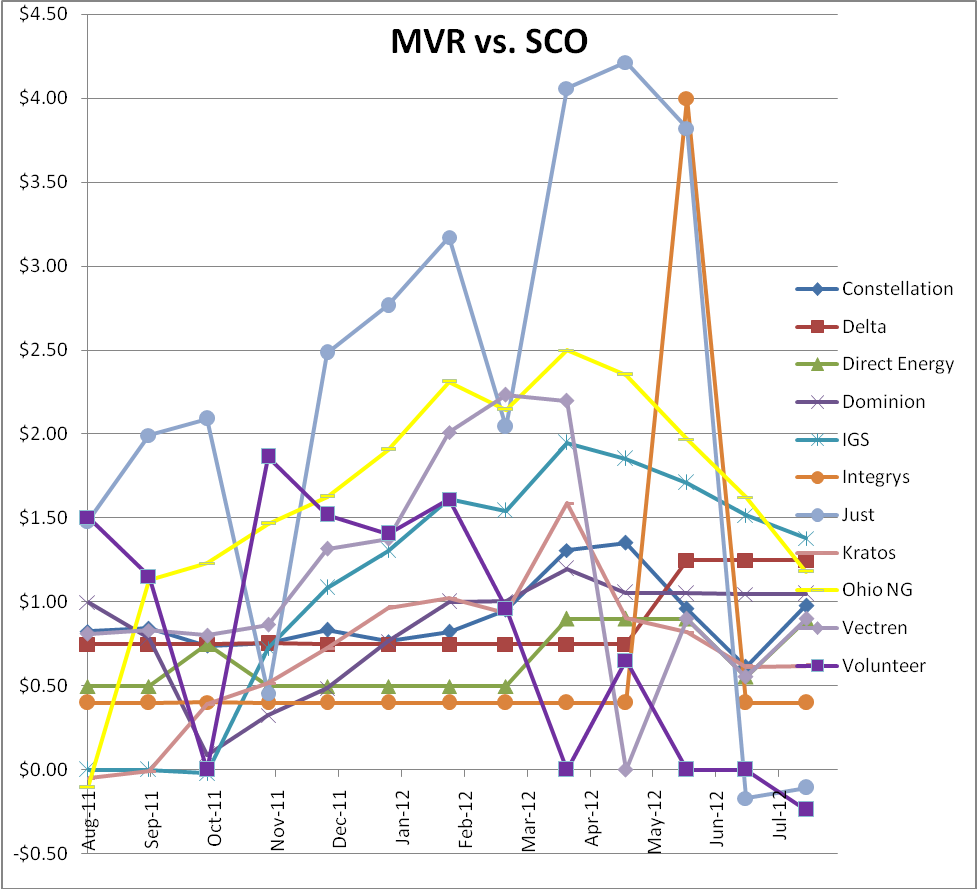 MVR vs. SCO
$4.50
$4.00
$3.50
$3.00
$2.50
$2.00
$1.50
$1.00
$0.50
$0.00
-$0.50
Aug-11
Sep-11
Oct-11
Nov-11
Dec-11
Jan-12
Feb-12
Mar-12
Apr-12
May-12
Jun-12
Jul-12
Constellation
Delta
Direct Energy
Dominion
IGS
Integrys
Just
Kratos
Ohio NG
Vectren
Volunteer